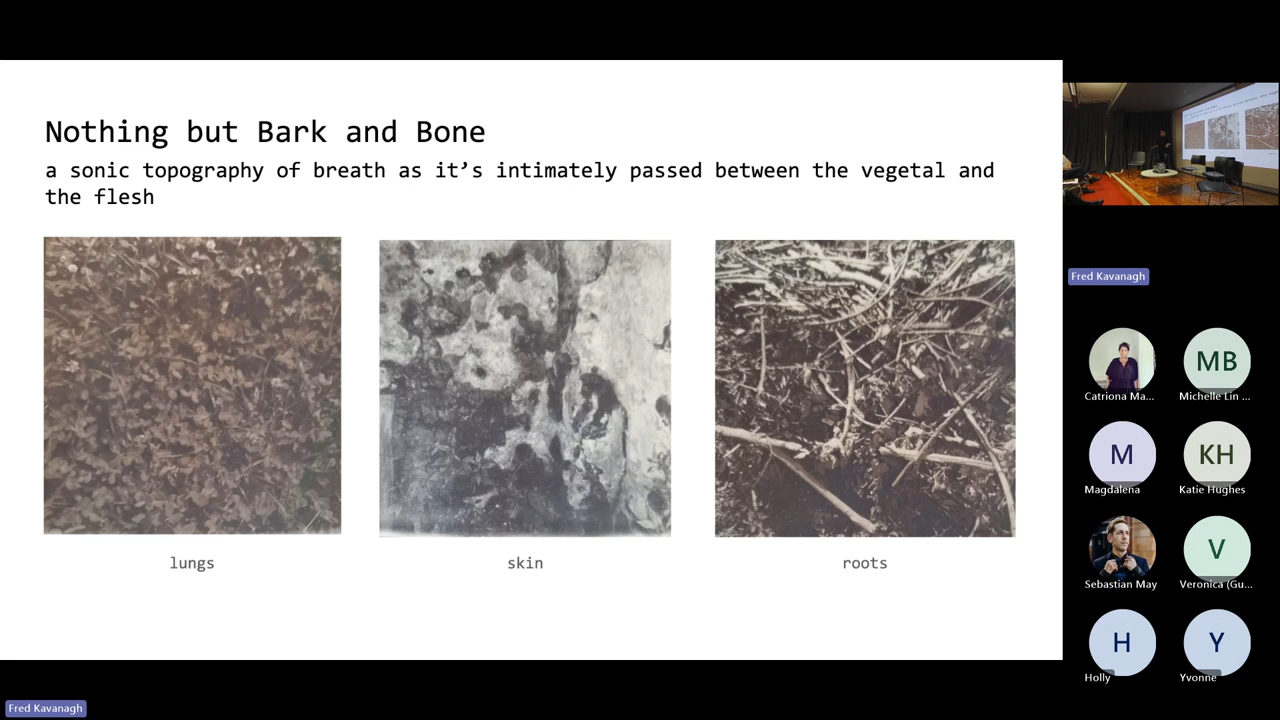 Nothing but Bark and Bone
a sonic topography of breath as it’s intimately passed between the vegetal and
the flesh
lungs
skin
roots
Fred Kavanagh
Catriona Ma...
MB
Michelle Lin ...
M
Magdalena
KH
Katie Hughes
Sebastian May
V
Veronica (Gu...
H
Holly
Y
Yvonne
Fred Kavanagh